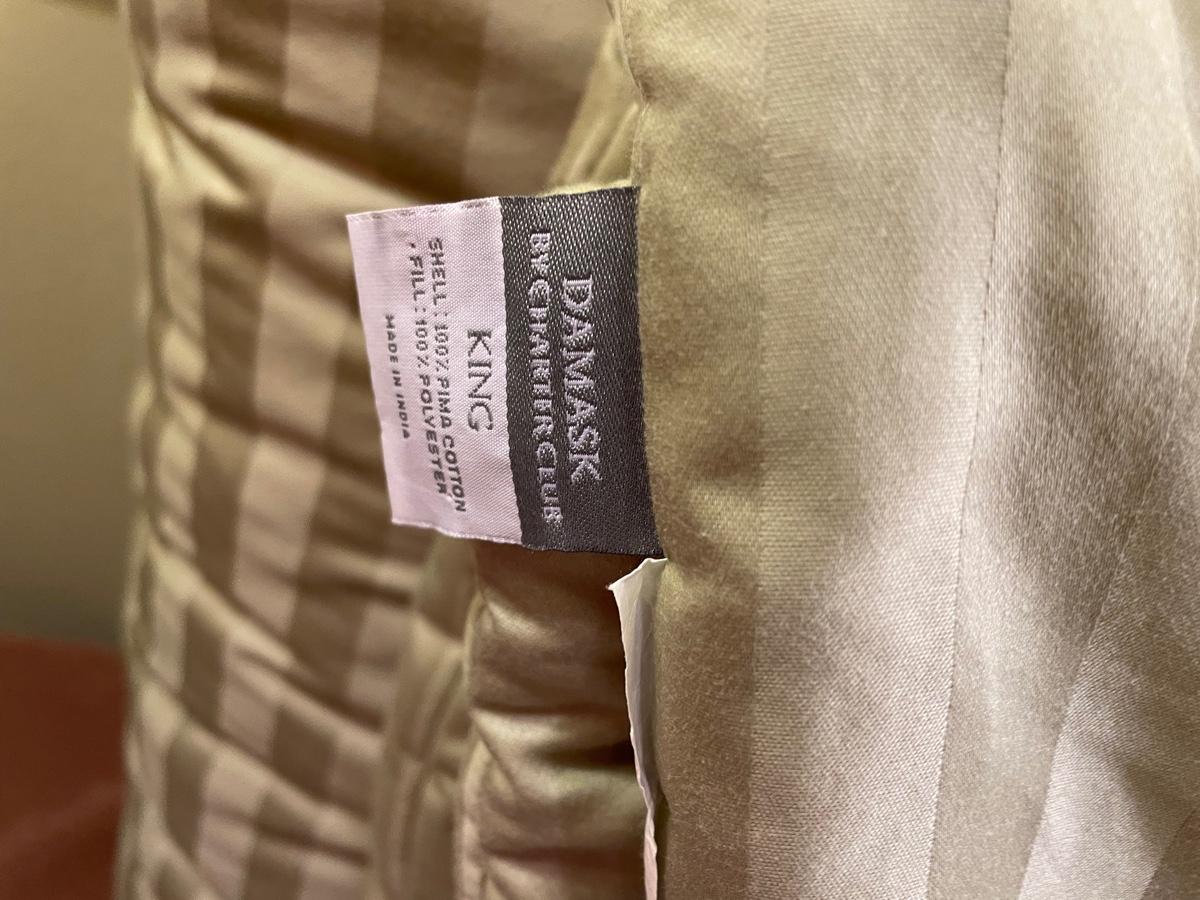 DAMASK
BY CHARTER CLUB
KING
SHELL : 100% PIMA COTTON
• FILL : 100% POLYESTER
MADE IN INDIA